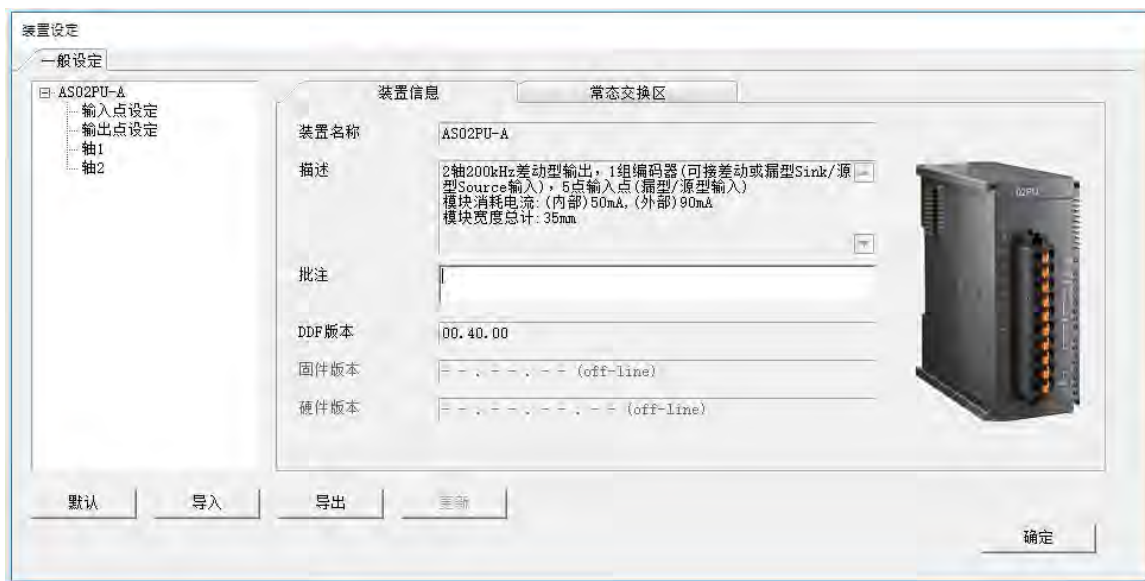 装置设定
一般设定
AS02PU-A
输入点设定
输出点设定
轴1
轴2
装置信息
常态交换区
装置名称
AS02PU-A
描述
2轴200kHz差动型输出，1组编码器(可接差动或漏型Sink/源
型Source输入)，5点输入点(漏型/源型输入)
模块消耗电流:(内部)50mA,(外部)90mA
模块宽度总计:35mm
批注
DDF版本
00.40.00
固件版本
--.--.-- (off-line)
硬件版本
--.--.--.-- (off-line)
02PU
默认
导入
导出
更新
确定